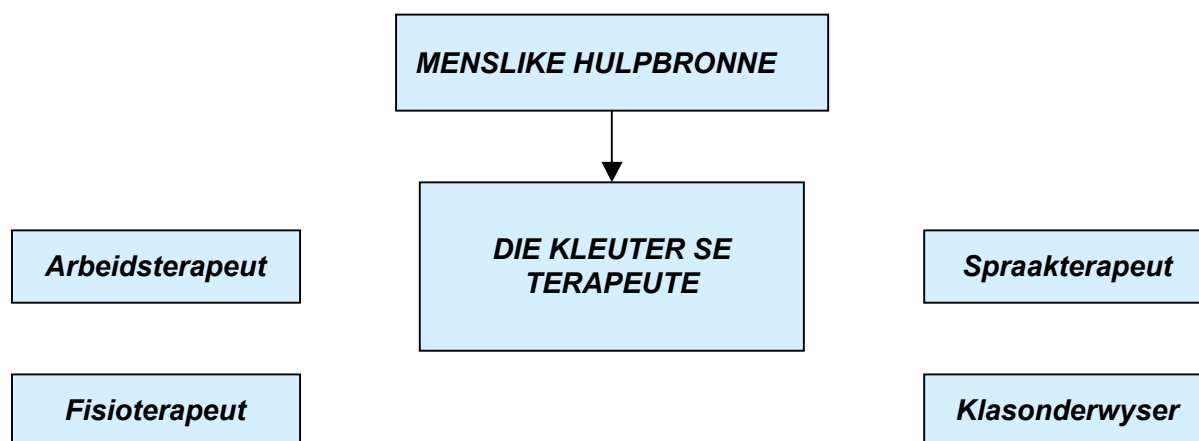 MENSLIKE HULPBRONNE
DIE KLEUTER SE
TERAPEUTE
Arbeidsterapeut
Spraakterapeut
Fisioterapeut
Klasonderwyser